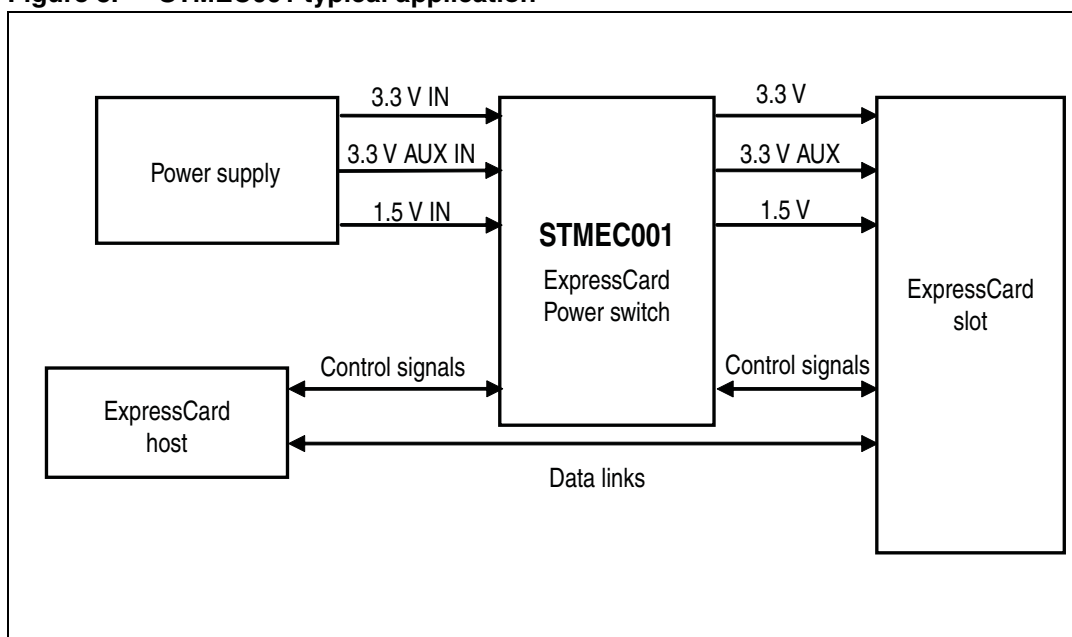 3.3 V IN
3.3 V
Power supply
3.3 V AUX IN
3.3 V AUX
1.5 V IN
1.5 V
STMEC001
ExpressCard
Power switch
ExpressCard
slot
Control signals
Control signals
ExpressCard
host
Data links